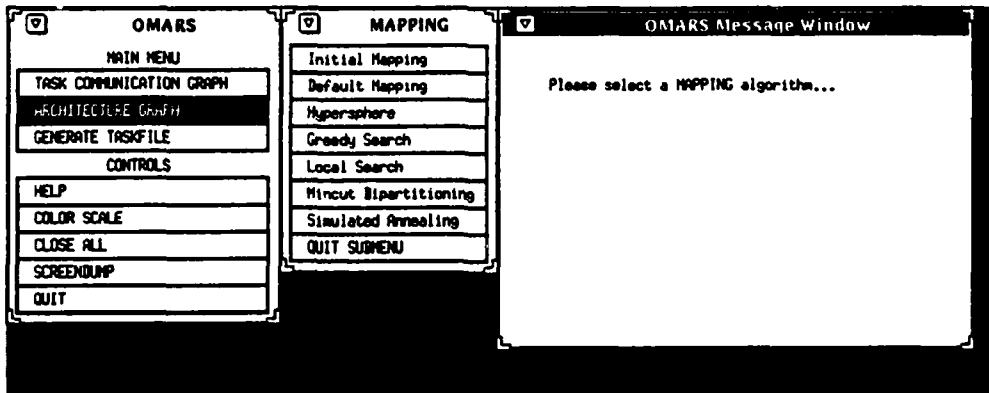 OMARS
MAIN MENU
TASK COMMUNICATION GRAPH
ARCHITECTURE GRAPH
GENERATE TASKFILE
CONTROLS
HELP
COLOR SCALE
CLOSE ALL
SCREENDUMP
QUIT
MAPPING
Initial Mapping
Default Mapping
Hypersphere
Greedy Search
Local Search
Mincut Bipartitioning
Simulated Annealing
QUIT SUBMENU
OMARS Message Window
Please select a MAPPING algorithm...